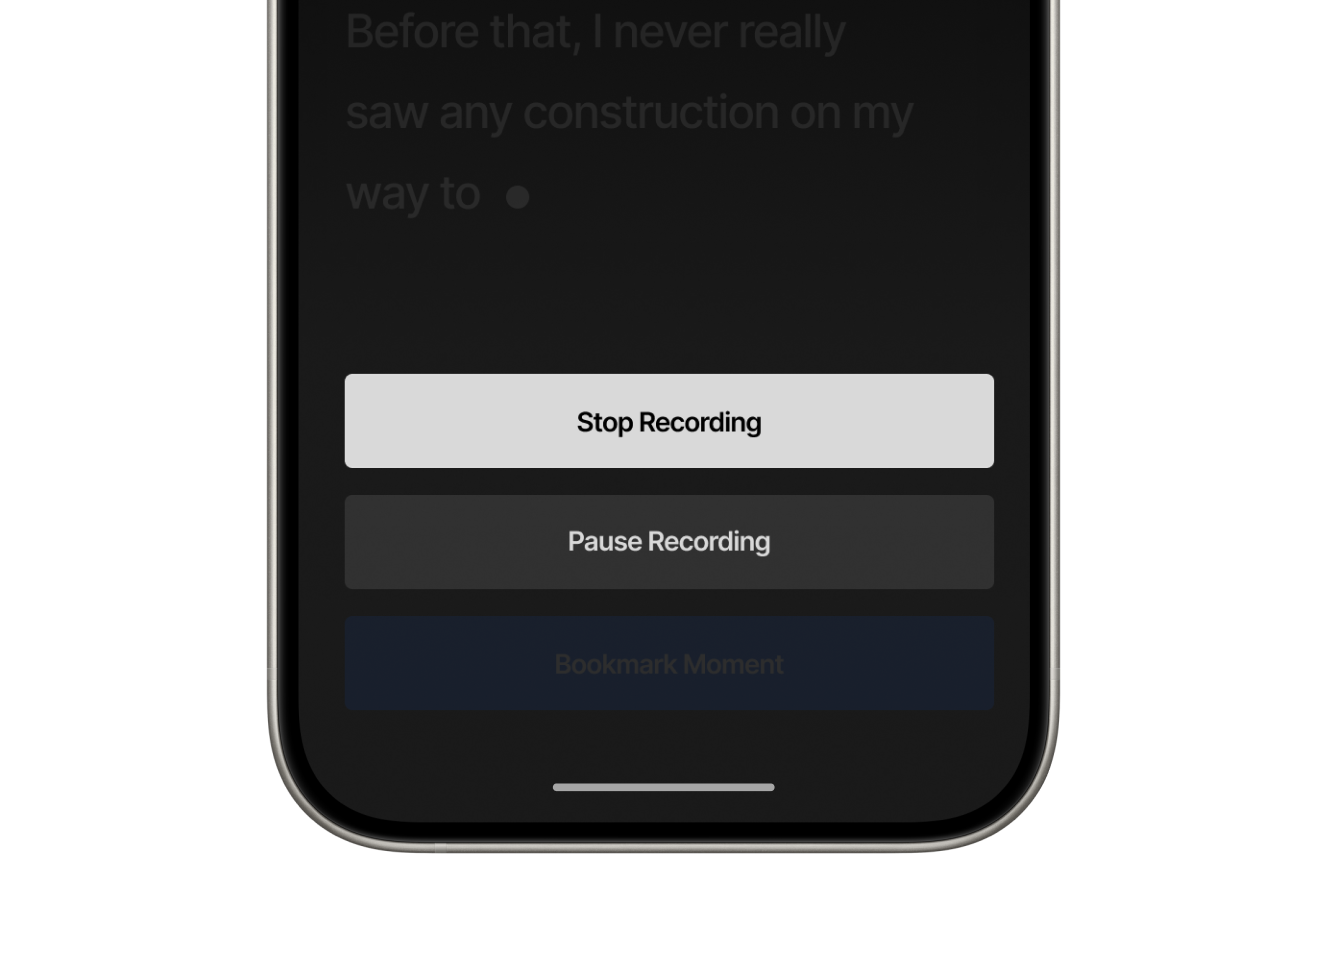 Before that, I never really
saw any construction on my
way to
Stop Recording
Pause Recording
Bookmark Moment